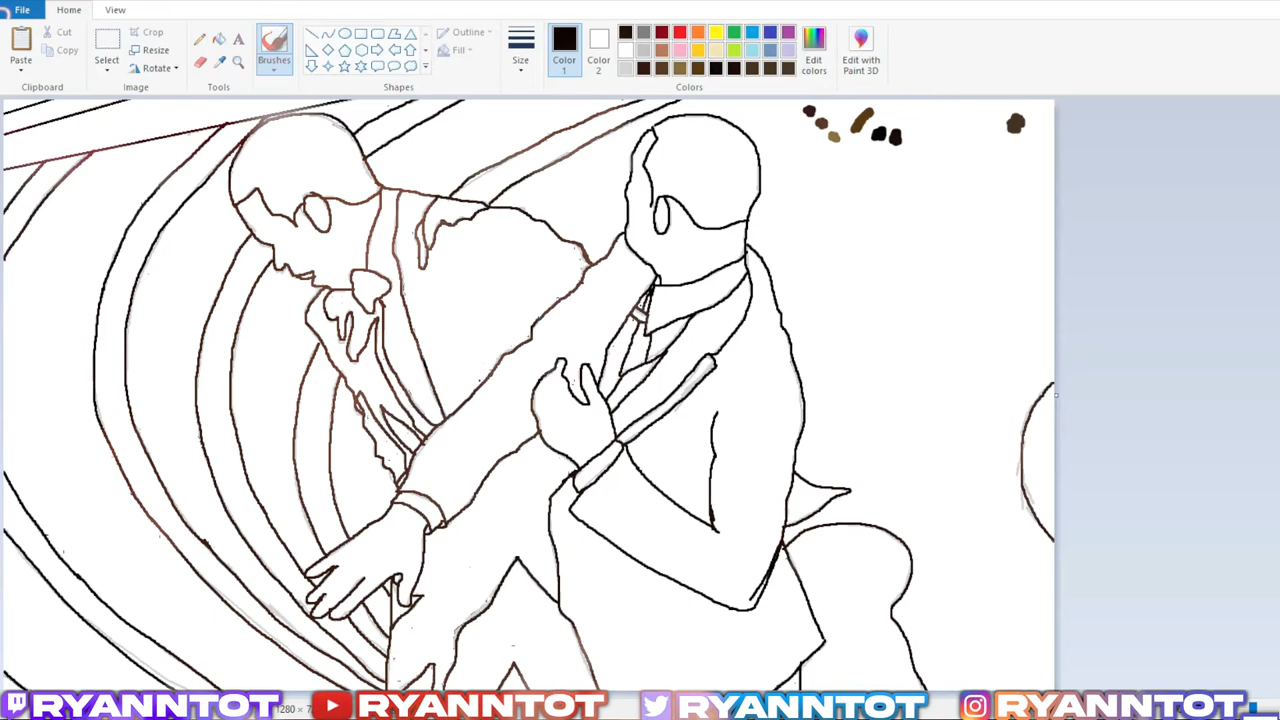 File Home View
Paste
Cut
Copy
Clipboard
Select
Crop
Resize
Rotate
Image
A
Tools
Brushes
Outline
Fill
Shapes
Size
Color
1
Color
2
Edit
colors
Colors
Edit with
Paint 3D
RYANNTOT RYANNTOT RYANNTOT RYANNTOT